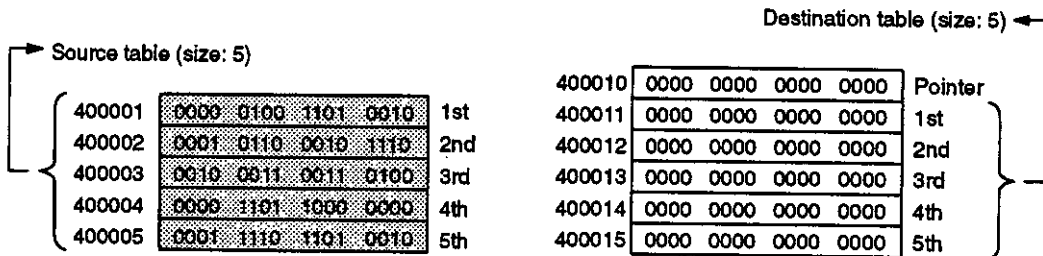 Destination table (size: 5)
Source table (size: 5)
400010 0000 0000 0000 0000 Pointer
400001 0000 0100 1101 0010 1st
400011 0000 0000 0000 0000 1st
400002 0001 0110 0010 1110 2nd
400012 0000 0000 0000 0000 2nd
400003 0010 0011 0011 0100 3rd
400013 0000 0000 0000 0000 3rd
400004 0000 1101 1000 0000 4th
400014 0000 0000 0000 0000 4th
400005 0001 1110 1101 0010 5th
400015 0000 0000 0000 0000 5th